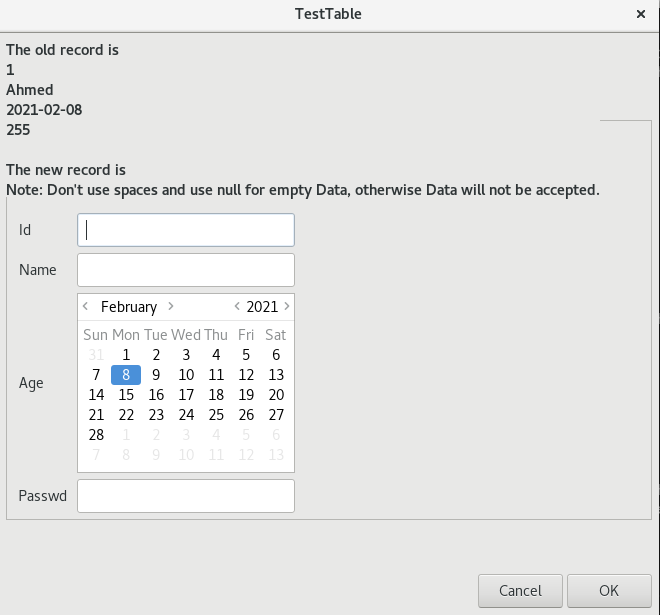 TestTable ×
The old record is
1
Ahmed
2021-02-08
255
The new record is
Note: Don't use spaces and use null for empty Data, otherwise Data will not be accepted.
Id
Name
< February > < 2021 >
Sun Mon Tue Wed Thu Fri Sat
31 1 2 3 4 5 6
7 8 9 10 11 12 13
Age
14 15 16 17 18 19 20
21 22 23 24 25 26 27
28 1 2 3 4 5 6
7 8 9 10 11 12 13
Passwd
Cancel OK